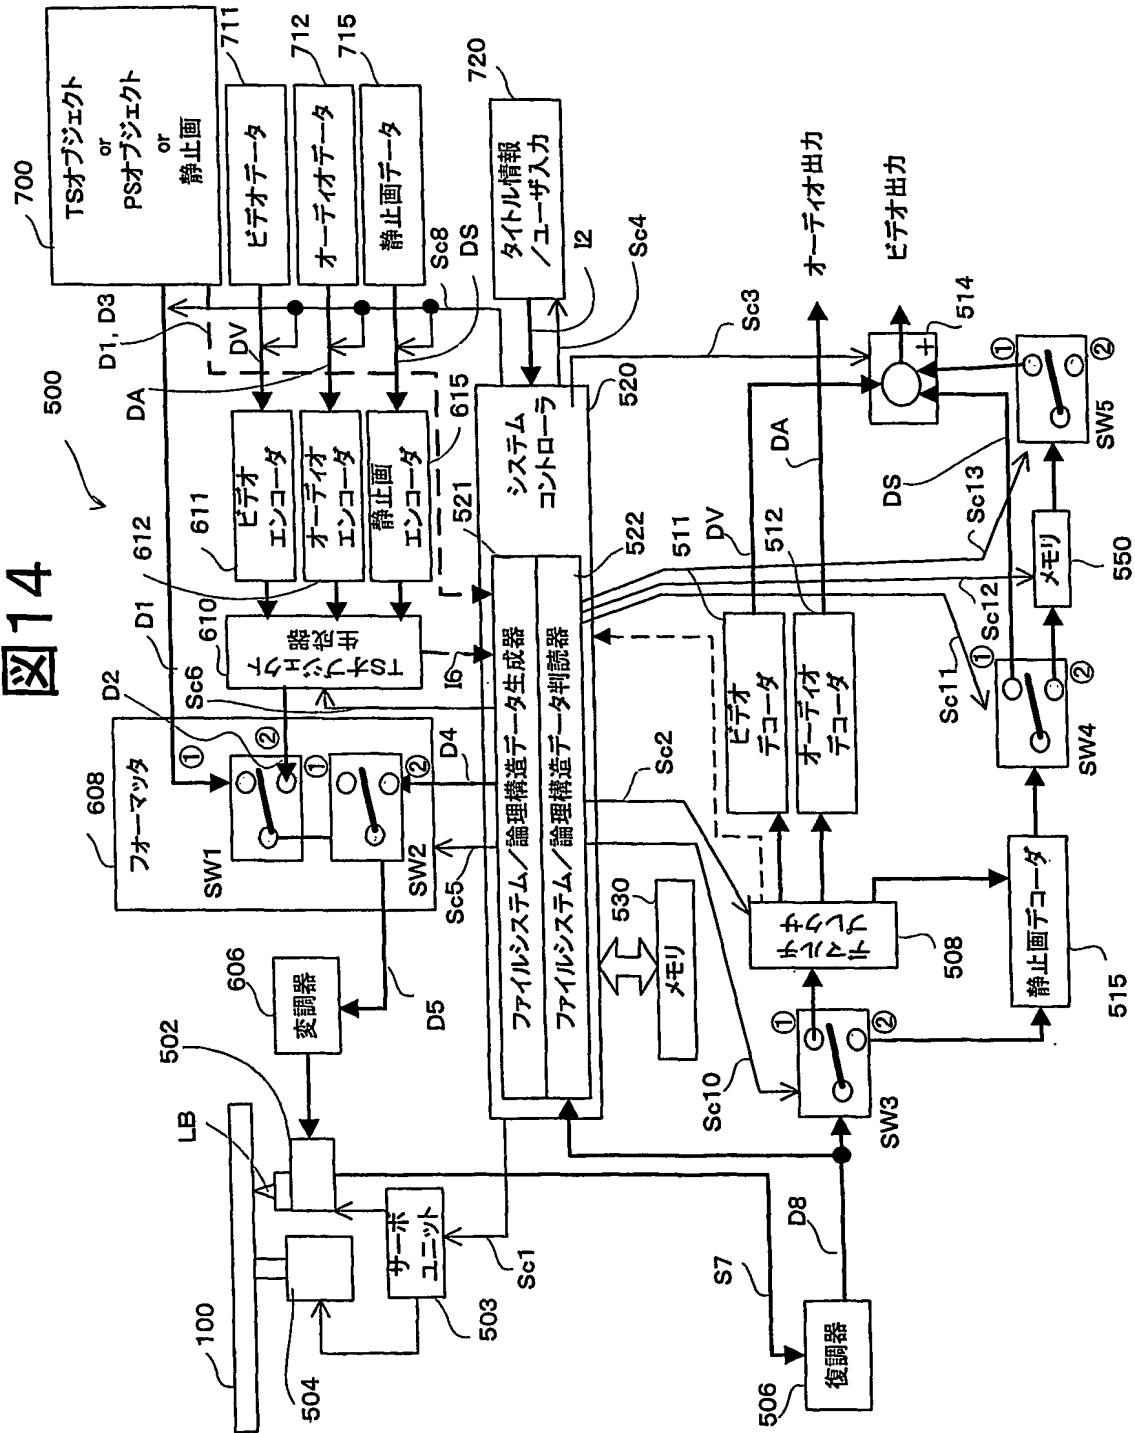 図14
500
700
TSオブジェクト
or
PSオブジェクト
or
静止画
711
ビデオデータ
712
オーディオデータ
715
静止画データ
720
タイトル情報
/ユーザ入力
D1, D3
DV
DA
DS
Sc8
I2
Sc4
611
ビデオ
エンコーダ
612
オーディオ
エンコーダ
615
静止画
エンコーダ
D1
610
TSオブジェクト
生成器
Sc6
I6
D2
608
フォーマッタ
①
②
SW1
①
②
SW2
D4
Sc5
D5
606
変調器
502
LB
100
504
サーボ
ユニット
503
Sc1
520
システム
コントローラ
521
ファイルシステム/論理構造データ生成器
522
ファイルシステム/論理構造データ判読器
530
メモリ
S7
506
復調器
D8
Sc10
①
②
SW3
Sc2
デマルチ
プレクサ
508
511
ビデオ
デコーダ
DV
512
オーディオ
デコーダ
DA
オーディオ出力
ビデオ出力
Sc3
514
+
515
静止画デコーダ
Sc11
①
②
SW4
DS
Sc12
メモリ
550
Sc13
①
②
SW5